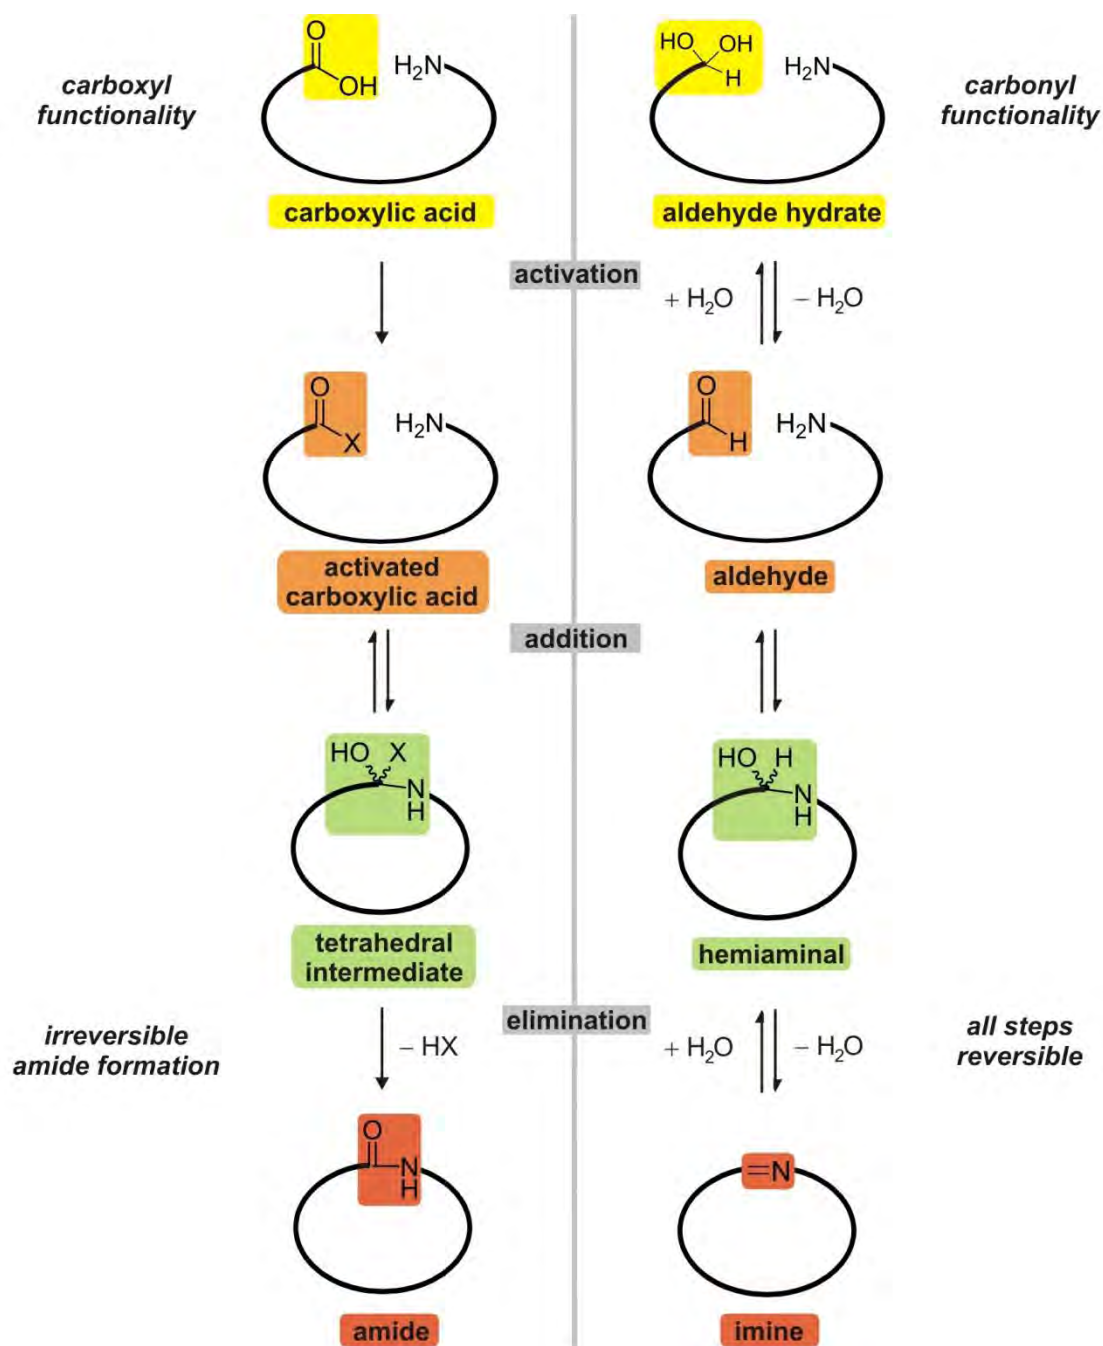 carboxyl
functionality
O
OH
H₂N
carboxylic acid
HO
OH
H
H₂N
aldehyde hydrate
carbonyl
functionality
activation
+ H₂O
− H₂O
O
X
H₂N
activated
carboxylic acid
O
H
H₂N
aldehyde
addition
HO
X
N
H
tetrahedral
intermediate
HO
H
N
H
hemiaminal
elimination
irreversible
amide formation
− HX
+ H₂O
− H₂O
all steps
reversible
O
N
H
amide
N
imine